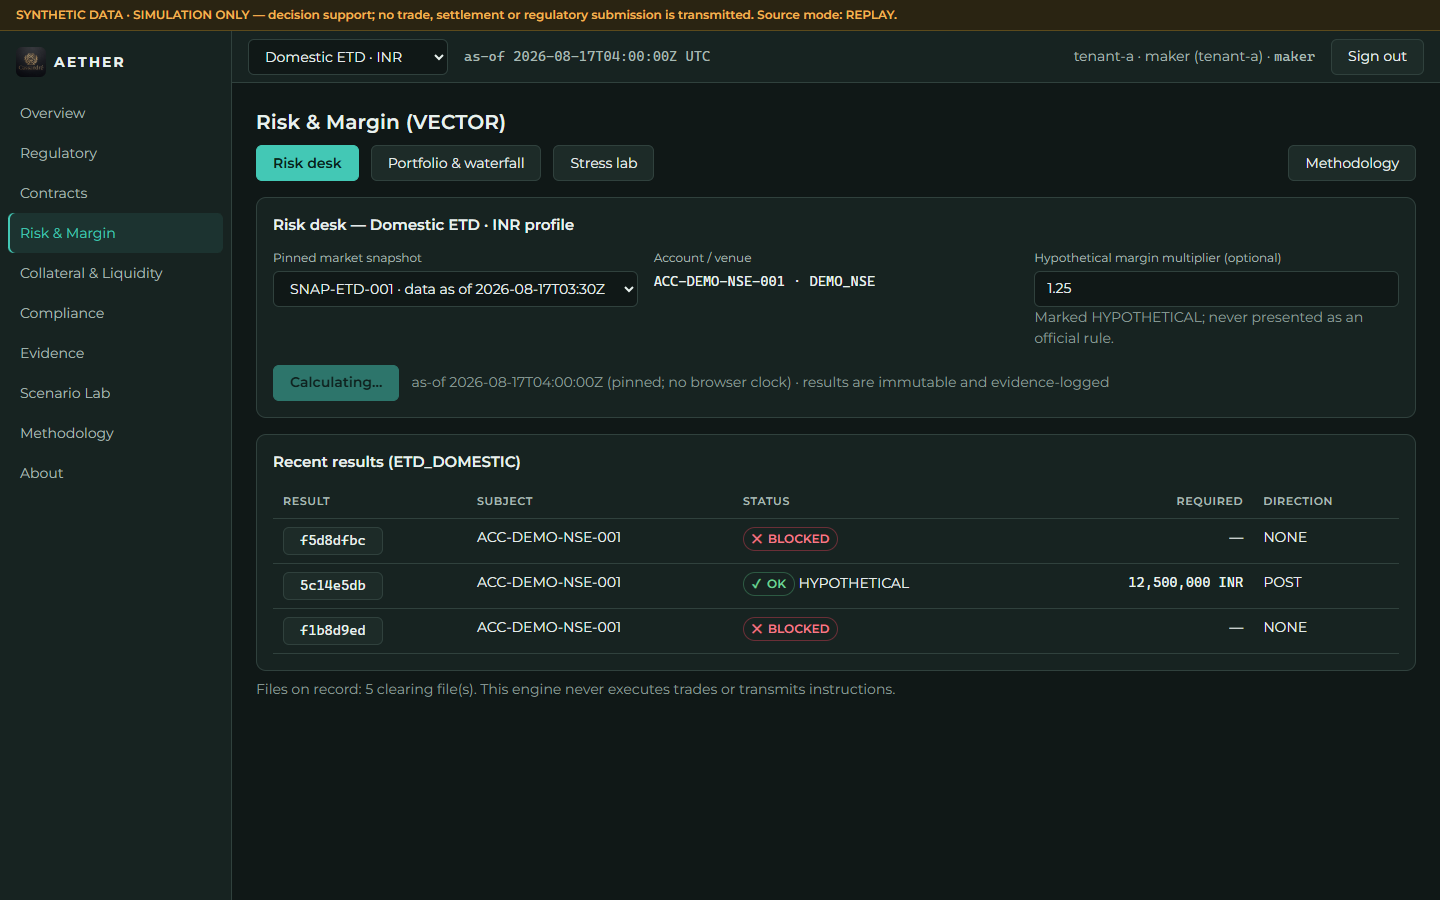 SYNTHETIC DATA · SIMULATION ONLY — decision support; no trade, settlement or regulatory submission is transmitted. Source mode: REPLAY.
AETHER
Domestic ETD · INR
as-of 2026-08-17T04:00:00Z UTC
tenant-a · maker (tenant-a) · maker
Sign out
Overview
Regulatory
Contracts
Risk & Margin
Collateral & Liquidity
Compliance
Evidence
Scenario Lab
Methodology
About
Risk & Margin (VECTOR)
Risk desk
Portfolio & waterfall
Stress lab
Methodology
Risk desk — Domestic ETD · INR profile
Pinned market snapshot
SNAP-ETD-001 · data as of 2026-08-17T03:30Z
Account / venue
ACC-DEMO-NSE-001 · DEMO_NSE
Hypothetical margin multiplier (optional)
1.25
Marked HYPOTHETICAL; never presented as an
official rule.
Calculating…
as-of 2026-08-17T04:00:00Z (pinned; no browser clock) · results are immutable and evidence-logged
Recent results (ETD_DOMESTIC)
RESULT SUBJECT STATUS REQUIRED DIRECTION
f5d8dfbc ACC-DEMO-NSE-001 ✕ BLOCKED — NONE
5c14e5db ACC-DEMO-NSE-001 ✓ OK HYPOTHETICAL 12,500,000 INR POST
f1b8d9ed ACC-DEMO-NSE-001 ✕ BLOCKED — NONE
Files on record: 5 clearing file(s). This engine never executes trades or transmits instructions.